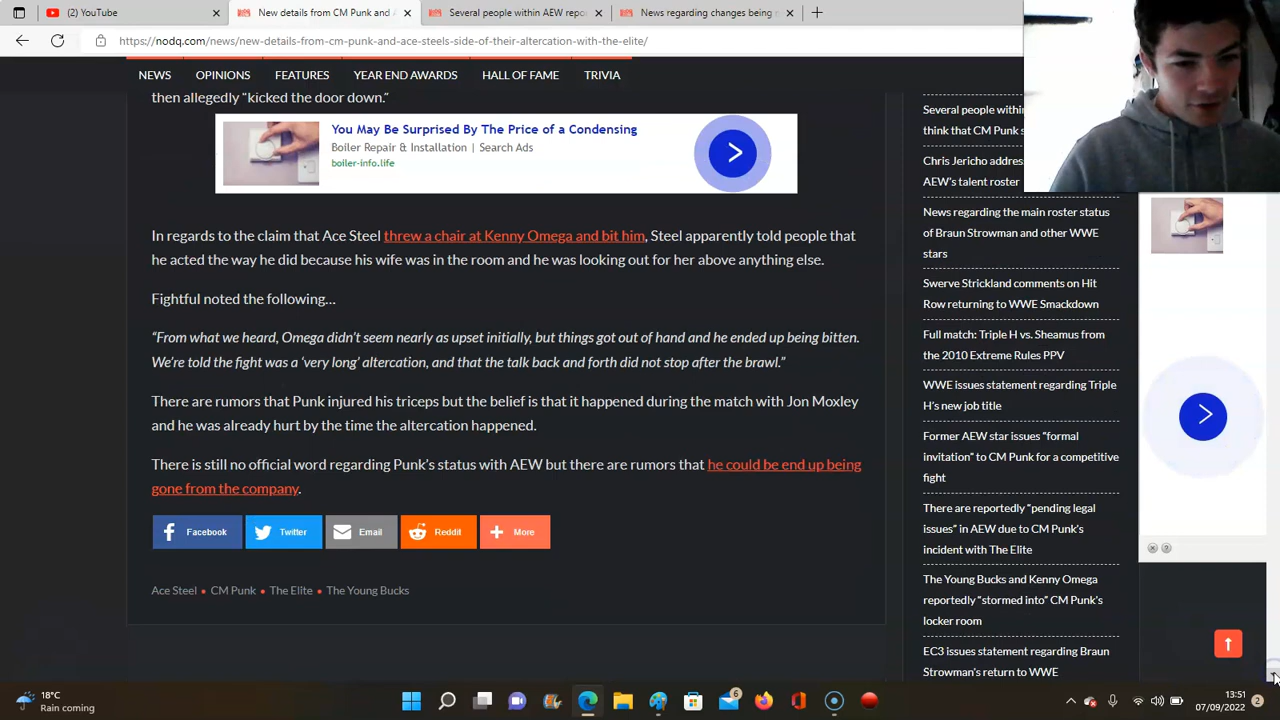 YouTube
New details from CM Punk and A
Several people within AEW repo
News regarding changes being
https://nodq.com/news/new-details-from-cm-punk-and-ace-steels-side-of-their-altercation-with-the-elite/
NEWS OPINIONS FEATURES YEAR END AWARDS HALL OF FAME TRIVIA
then allegedly “kicked the door down.”
You May Be Surprised By The Price of a Condensing
Boiler Repair & Installation | Search Ads
boiler-info.life
In regards to the claim that Ace Steel threw a chair at Kenny Omega and bit him, Steel apparently told people that
he acted the way he did because his wife was in the room and he was looking out for her above anything else.
Fightful noted the following…
“From what we heard, Omega didn’t seem nearly as upset initially, but things got out of hand and he ended up being bitten.
We’re told the fight was a ‘very long’ altercation, and that the talk back and forth did not stop after the brawl.”
There are rumors that Punk injured his triceps but the belief is that it happened during the match with Jon Moxley
and he was already hurt by the time the altercation happened.
There is still no official word regarding Punk’s status with AEW but there are rumors that he could be end up being
gone from the company.
Facebook Twitter Email Reddit More
Ace Steel • CM Punk • The Elite • The Young Bucks
Several people within
think that CM Punk s
Chris Jericho addres
AEW’s talent roster
News regarding the main roster status
of Braun Strowman and other WWE
stars
Swerve Strickland comments on Hit
Row returning to WWE Smackdown
Full match: Triple H vs. Sheamus from
the 2010 Extreme Rules PPV
WWE issues statement regarding Triple
H’s new job title
Former AEW star issues “formal
invitation” to CM Punk for a competitive
fight
There are reportedly “pending legal
issues” in AEW due to CM Punk’s
incident with The Elite
The Young Bucks and Kenny Omega
reportedly “stormed into” CM Punk’s
locker room
EC3 issues statement regarding Braun
Strowman’s return to WWE
18°C
Rain coming
6
13:51
07/09/2022
2